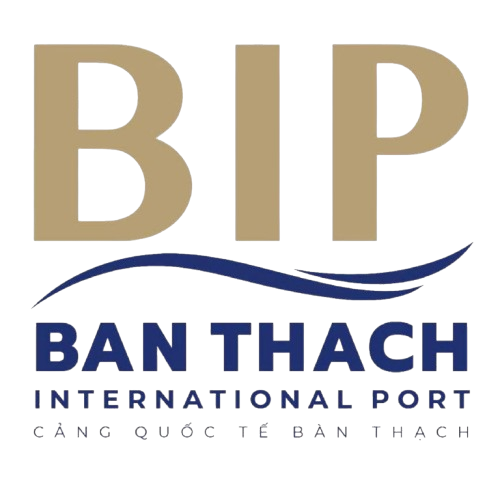 BIP
BAN THACH
INTERNATIONAL PORT
CẢNG QUỐC TẾ BÀN THẠCH